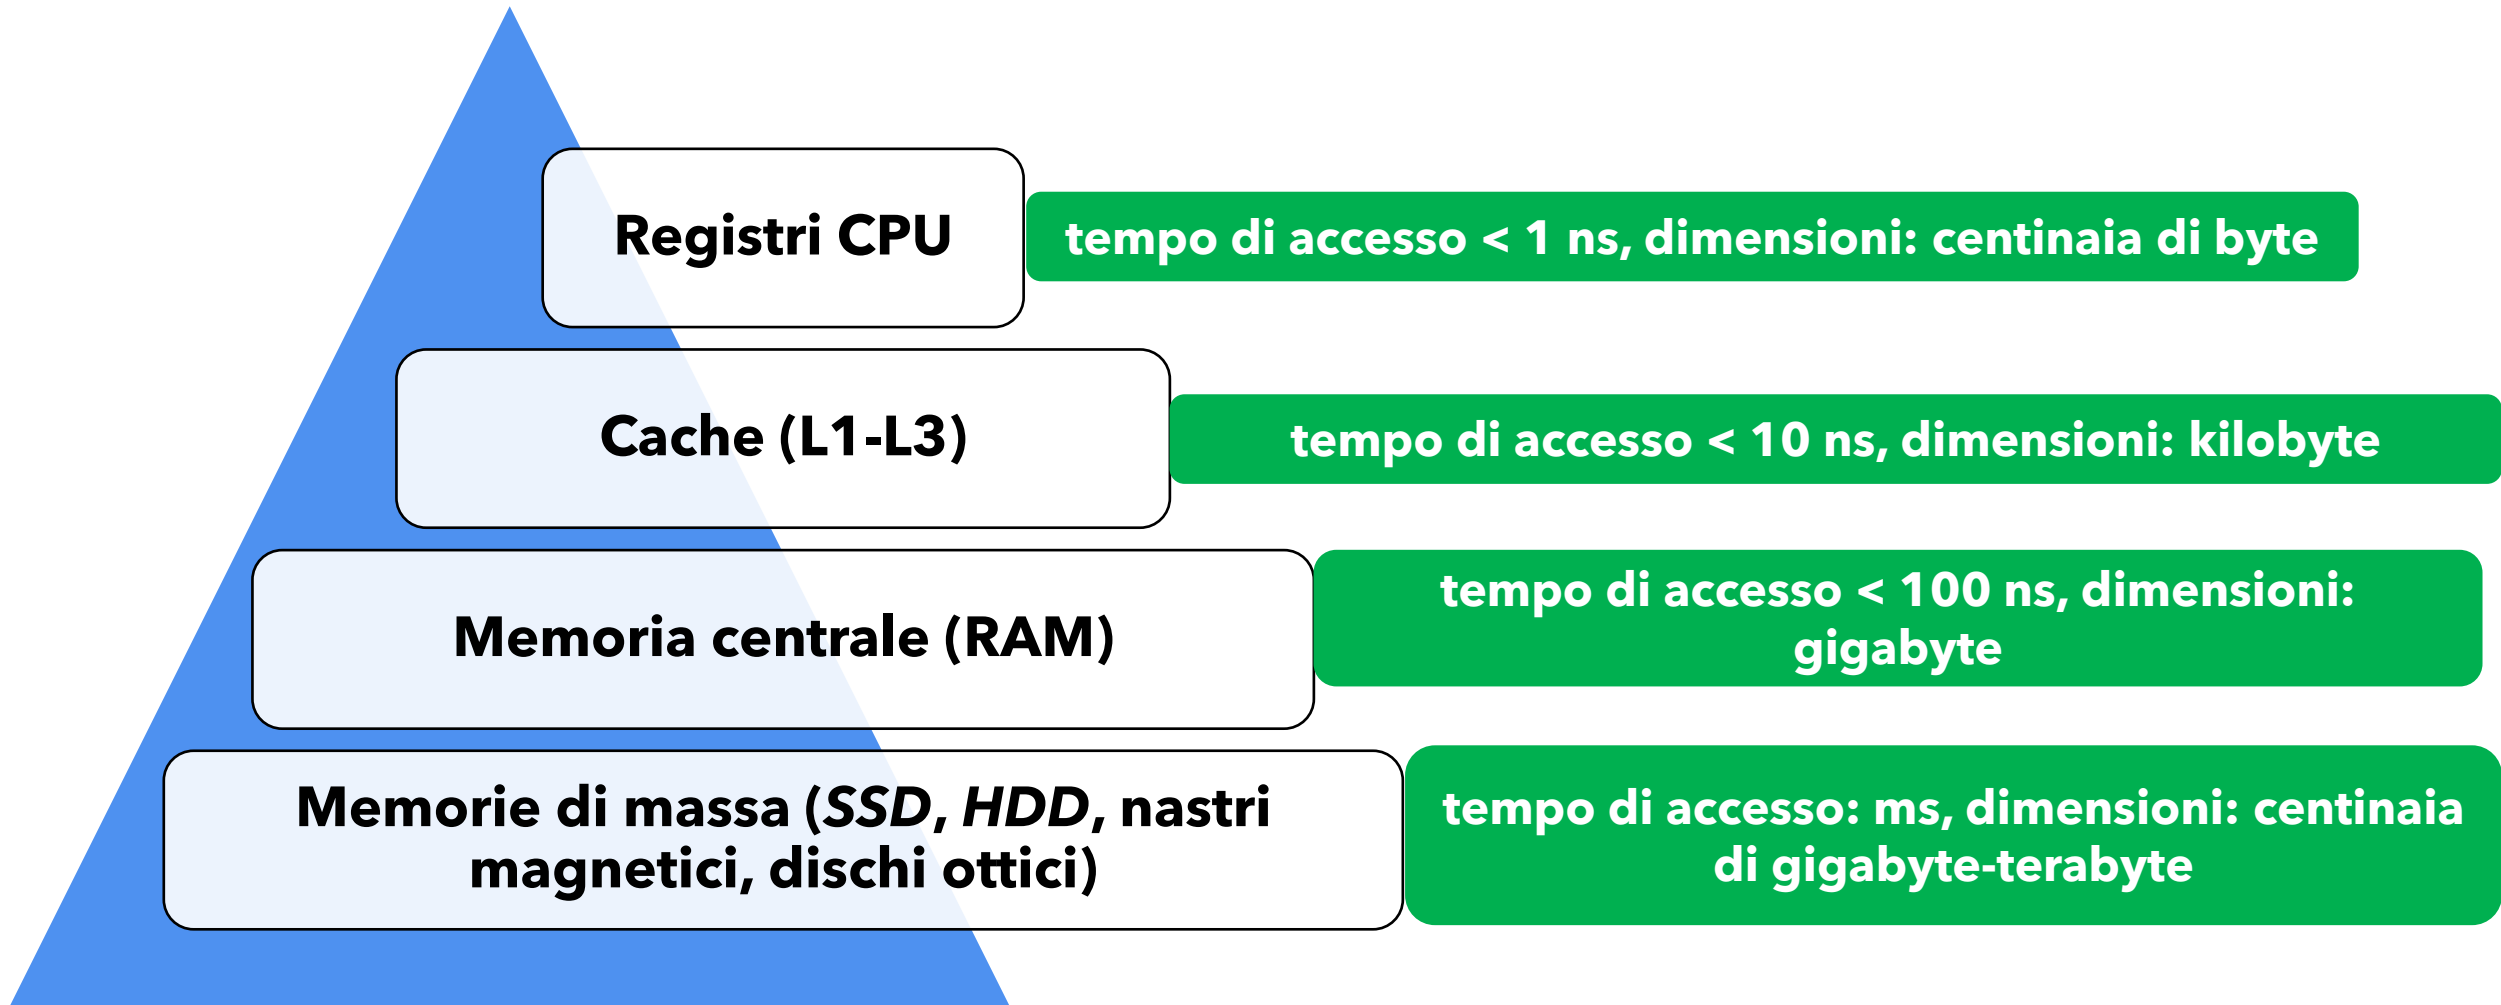 Registri CPU
tempo di accesso < 1 ns, dimensioni: centinaia di byte
Cache (L1-L3)
tempo di accesso < 10 ns, dimensioni: kilobyte
Memoria centrale (RAM)
tempo di accesso < 100 ns, dimensioni:
gigabyte
Memorie di massa (SSD, HDD, nastri
magnetici, dischi ottici)
tempo di accesso: ms, dimensioni: centinaia
di gigabyte-terabyte